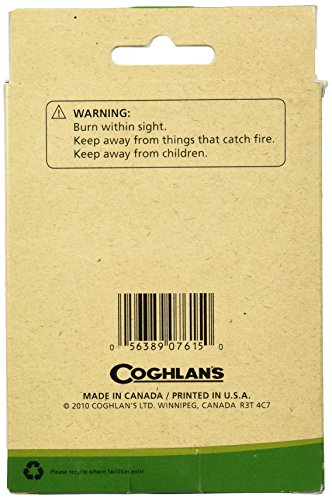 WARNING:
Burn within sight.
Keep away from things that catch fire.
Keep away from children.
0 56389 07615 0
COGHLAN'S
MADE IN CANADA / PRINTED IN U.S.A.
© 2010 COGHLAN'S LTD. WINNIPEG, CANADA R3T 4C7
Please recycle where facilities exist